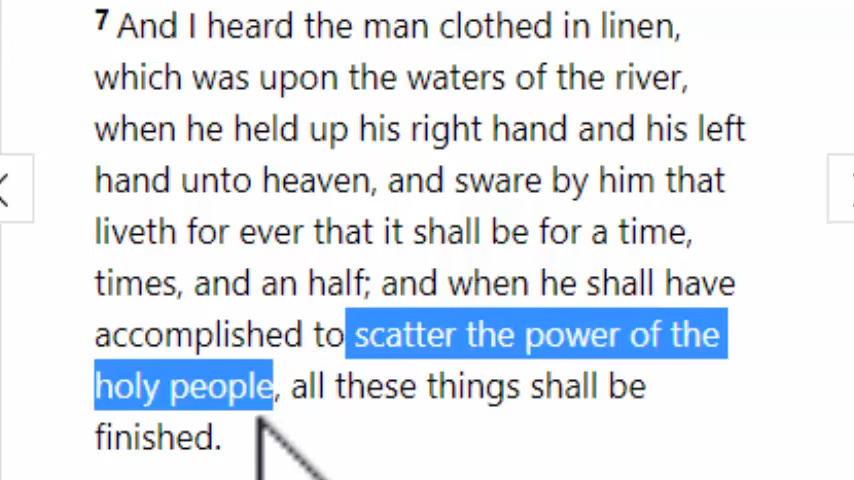 7 And I heard the man clothed in linen,
which was upon the waters of the river,
when he held up his right hand and his left
hand unto heaven, and sware by him that
liveth for ever that it shall be for a time,
times, and an half; and when he shall have
accomplished to scatter the power of the
holy people, all these things shall be
finished.